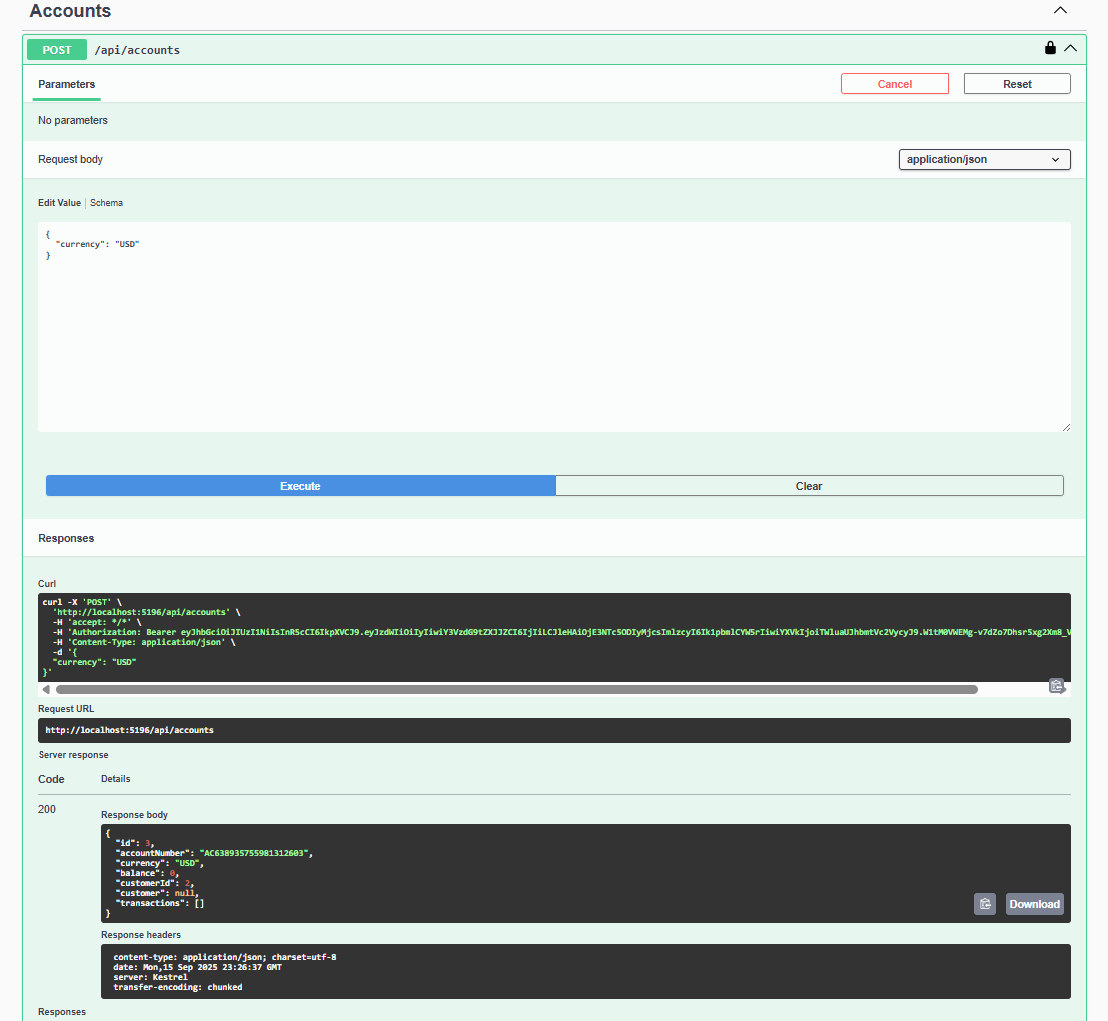 Accounts
POST /api/accounts
Parameters
Cancel
Reset
No parameters
Request body
application/json
Edit Value | Schema
{
  "currency": "USD"
}
Execute
Clear
Responses
Curl
curl -X 'POST' \
  'http://localhost:5196/api/accounts' \
  -H 'accept: */*' \
  -H 'Authorization: Bearer
  -H 'Content-Type: application/json' \
  -d '{
  "currency": "USD"
}'
Request URL
http://localhost:5196/api/accounts
Server response
Code Details
200
Response body
{
  "id": 3,
  "accountNumber": "AC638935755981312603",
  "currency": "USD",
  "balance": 0,
  "customerId": 2,
  "customer": null,
  "transactions": []
}
Download
Response headers
content-type: application/json; charset=utf-8
date: Mon,15 Sep 2025 23:26:37 GMT
server: Kestrel
transfer-encoding: chunked
Responses